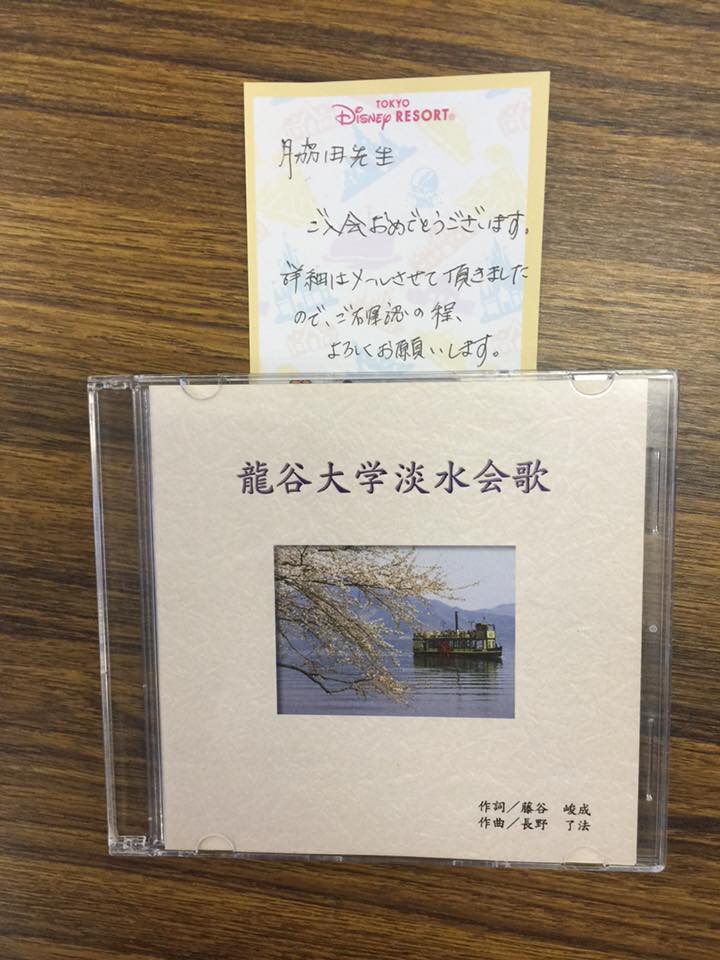 TOKYO
Disney RESORT®
脇田先生
ご入会おめでとうございます。
詳細はメールさせて頂きました
ので、ご確認の程、
よろしくお願いします。
龍谷大学淡水会歌
作詞／藤谷 峻成
作曲／長野 了法